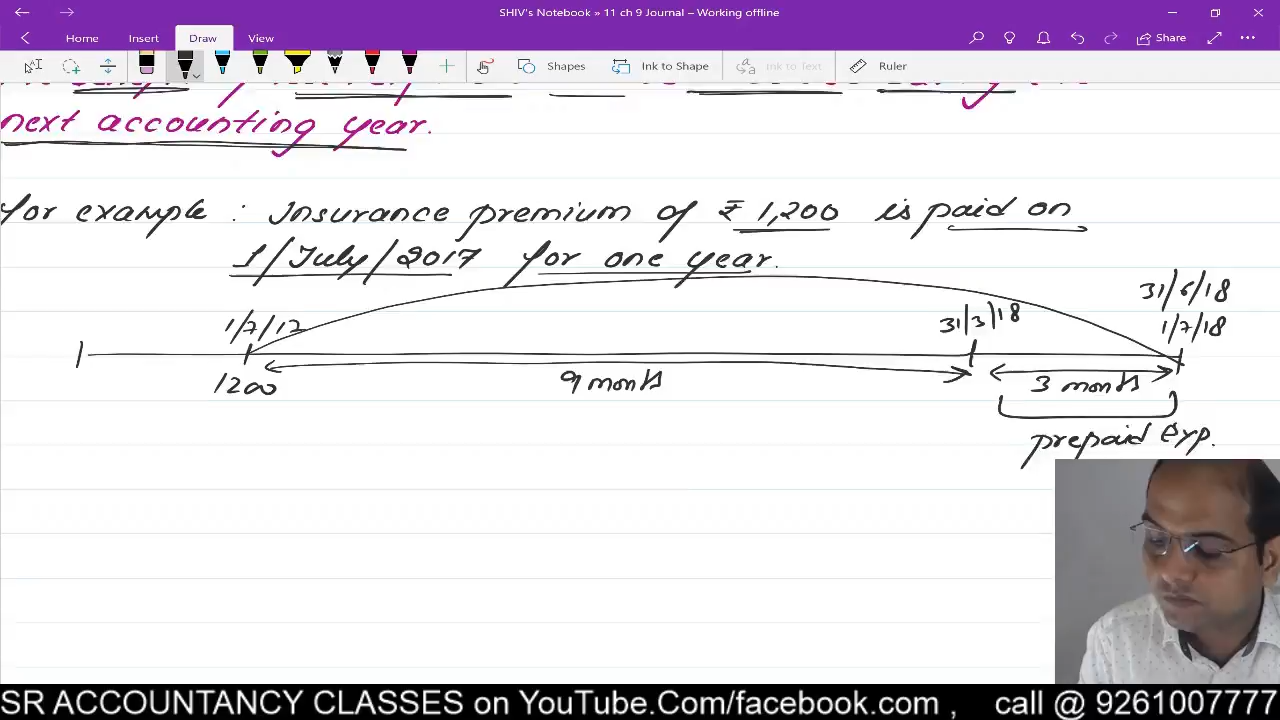 SHIV's Notebook » 11 ch 9 Journal – Working offline
Home Insert Draw View
Share
Shapes Ink to Shape Ink to Text Ruler
next accounting year.
for example : Insurance premium of ₹ 1,200 is paid on
1/July/2017 for one year.
31/6/18
1/7/17 31/3/18 1/7/18
1200 9 months 3 months
prepaid exp.
SR ACCOUNTANCY CLASSES on YouTube.Com/facebook.com , call @ 9261007777